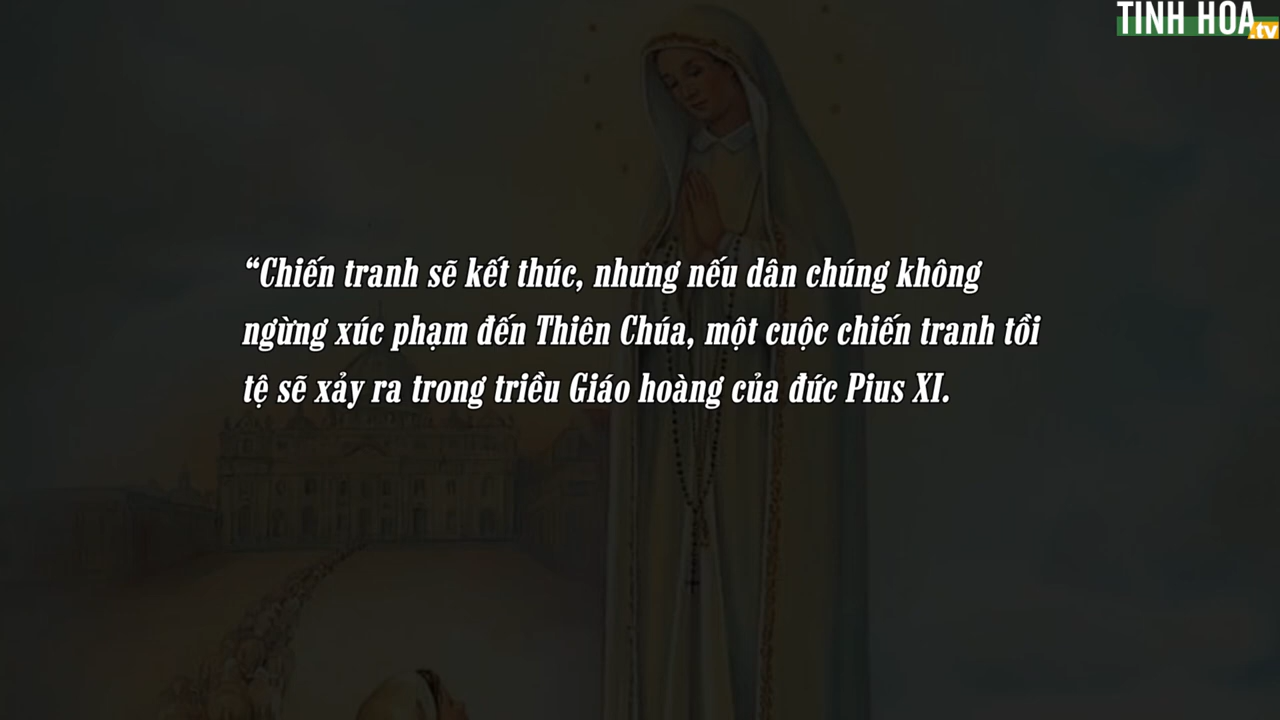 TINH HOA
.tv
“Chiến tranh sẽ kết thúc, nhưng nếu dân chúng không
ngừng xúc phạm đến Thiên Chúa, một cuộc chiến tranh tồi
tệ sẽ xảy ra trong triều Giáo hoàng của đức Pius XI.